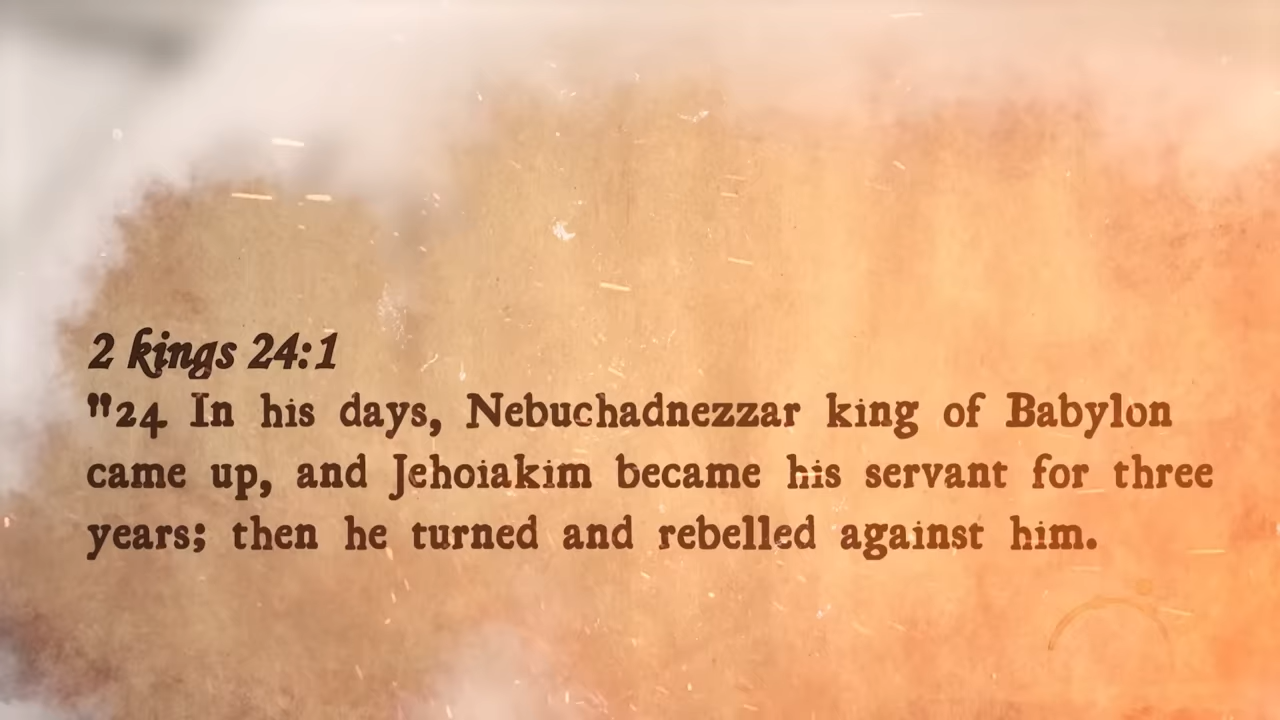 2 kings 24:1
"24 In his days, Nebuchadnezzar king of Babylon
came up, and Jehoiakim became his servant for three
years; then he turned and rebelled against him.